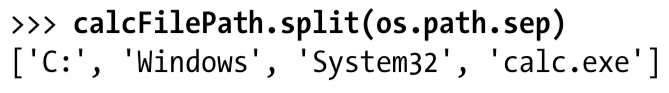 >>> calcFilePath.split(os.path.sep)
['C:', 'Windows', 'System32', 'calc.exe']